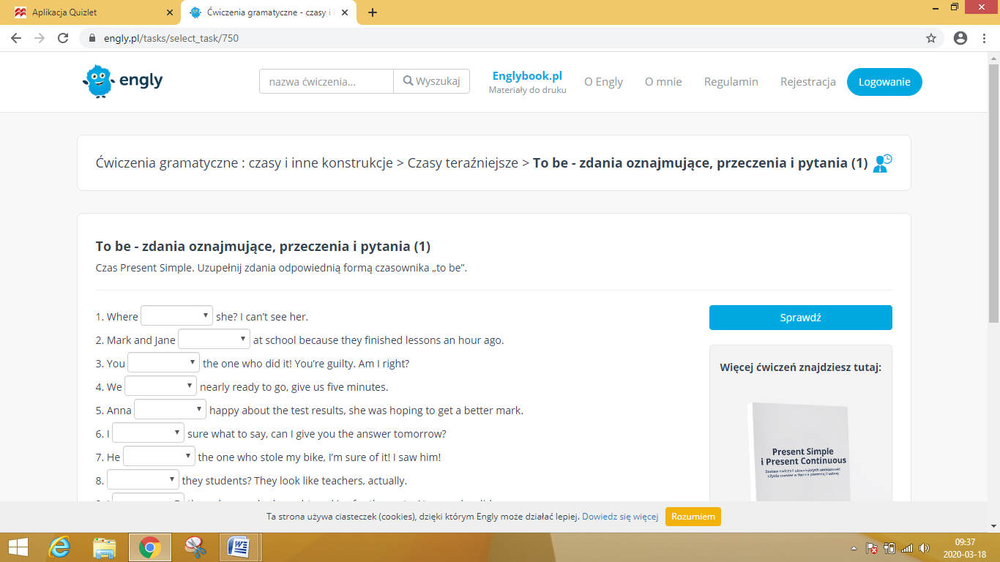 Aplikacja Quizlet
Ćwiczenia gramatyczne - czasy i
engly.pl/tasks/select_task/750
engly
nazwa ćwiczenia...
Wyszukaj
Englybook.pl
Materiały do druku
O Engly
O mnie
Regulamin
Rejestracja
Logowanie
Ćwiczenia gramatyczne : czasy i inne konstrukcje > Czasy teraźniejsze > To be - zdania oznajmujące, przeczenia i pytania (1)
To be - zdania oznajmujące, przeczenia i pytania (1)
Czas Present Simple. Uzupełnij zdania odpowiednią formą czasownika „to be”.
1. Where she? I can’t see her.
2. Mark and Jane at school because they finished lessons an hour ago.
3. You the one who did it! You’re guilty. Am I right?
4. We nearly ready to go, give us five minutes.
5. Anna happy about the test results, she was hoping to get a better mark.
6. I sure what to say, can I give you the answer tomorrow?
7. He the one who stole my bike, I’m sure of it! I saw him!
8. they students? They look like teachers, actually.
Sprawdź
Więcej ćwiczeń znajdziesz tutaj:
Present Simple
i Present Continuous
Zestaw ćwiczeń utrwalających umiejętność
użycia czasów w formie pisemnej i ustnej
Ta strona używa ciasteczek (cookies), dzięki którym Engly może działać lepiej. Dowiedz się więcej
Rozumiem
09:37
2020-03-18